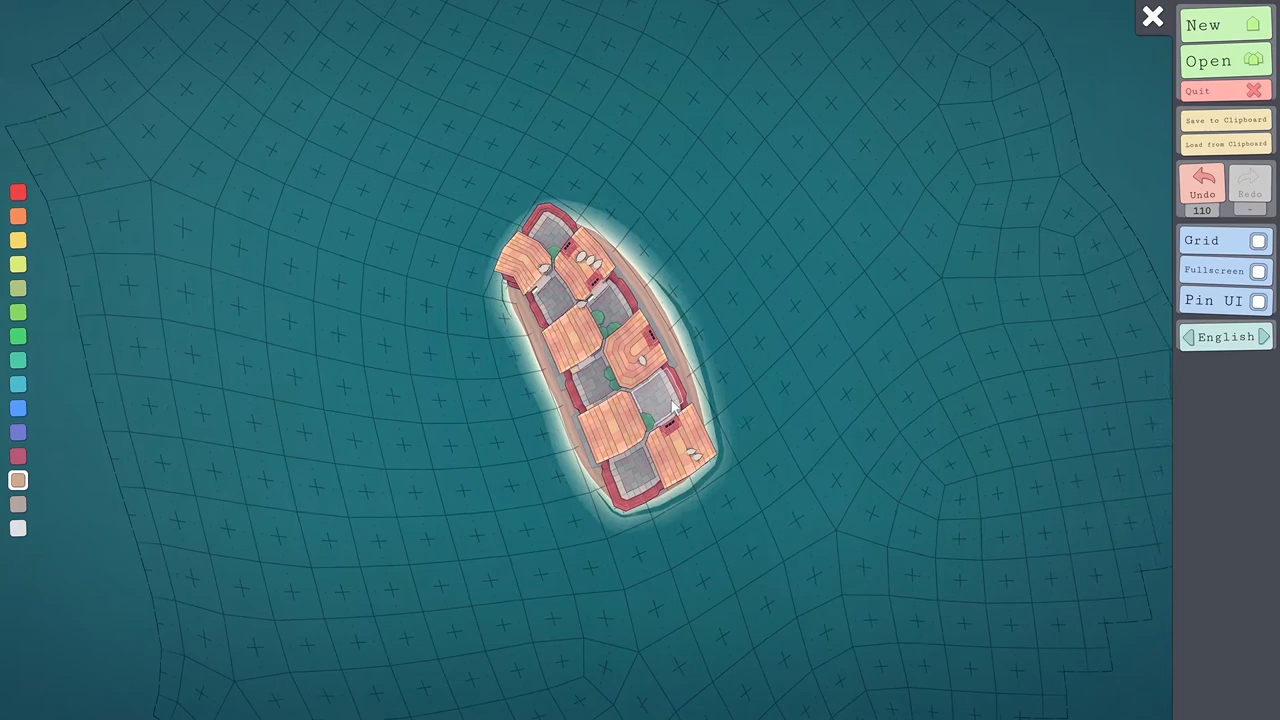 New
Open
Quit
Save to Clipboard
Load from Clipboard
Undo
Redo
110
-
Grid
Fullscreen
Pin UI
English